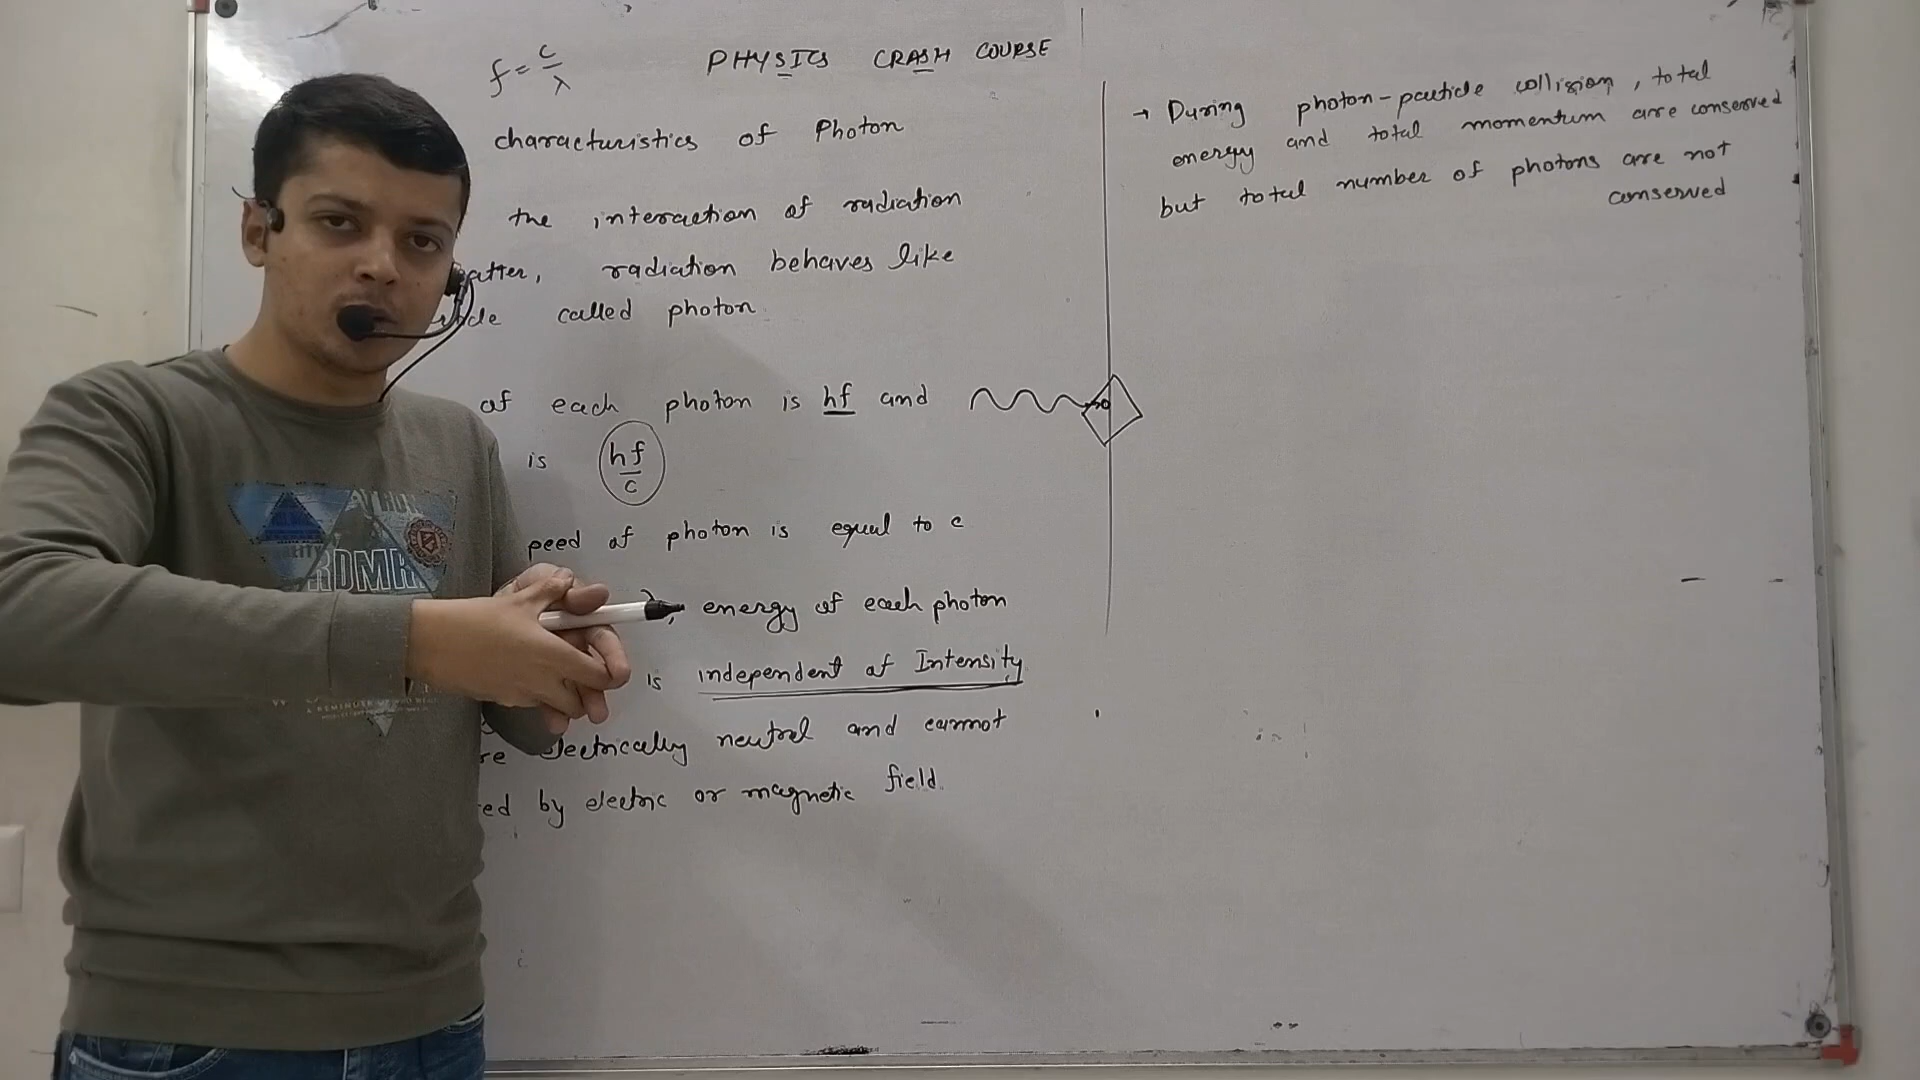 f = c/λ
PHYSICS CRASH COURSE
characteristics of Photon
the interaction of radiation
atter, radiation behaves like
called photon
of each photon is hf and
is hf/c
peed of photon is equal to c
energy of each photon
is independent of Intensity
re electrically neutral and cannot
ed by electric or magnetic field.
→ During photon-particle collision, total
energy and total momentum are conserved
but total number of photons are not
conserved